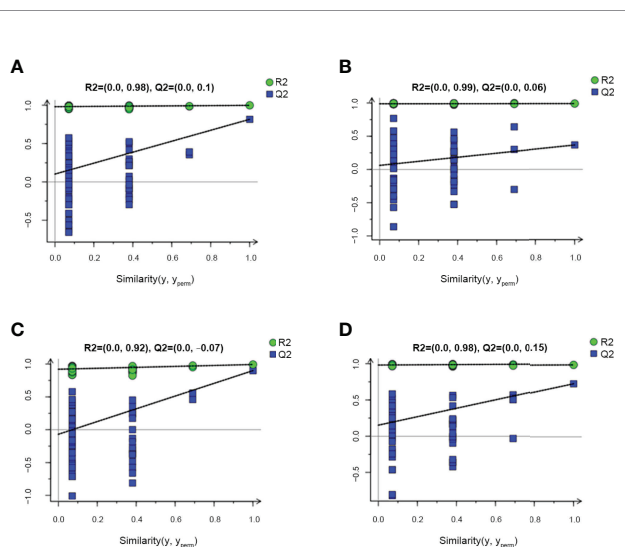 A
R2=(0.0, 0.98), Q2=(0.0, 0.1)
R2
Q2
1.0
0.5
0.0
−0.5
0.0 0.2 0.4 0.6 0.8 1.0
Similarity(y, yperm)
B
R2=(0.0, 0.99), Q2=(0.0, 0.06)
R2
Q2
1.0
0.5
0.0
−0.5
−1.0
0.0 0.2 0.4 0.6 0.8 1.0
Similarity(y, yperm)
C
R2=(0.0, 0.92), Q2=(0.0, −0.07)
R2
Q2
1.0
0.5
0.0
−0.5
−1.0
0.0 0.2 0.4 0.6 0.8 1.0
Similarity(y, yperm)
D
R2=(0.0, 0.98), Q2=(0.0, 0.15)
R2
Q2
1.0
0.5
0.0
−0.5
0.0 0.2 0.4 0.6 0.8 1.0
Similarity(y, yperm)